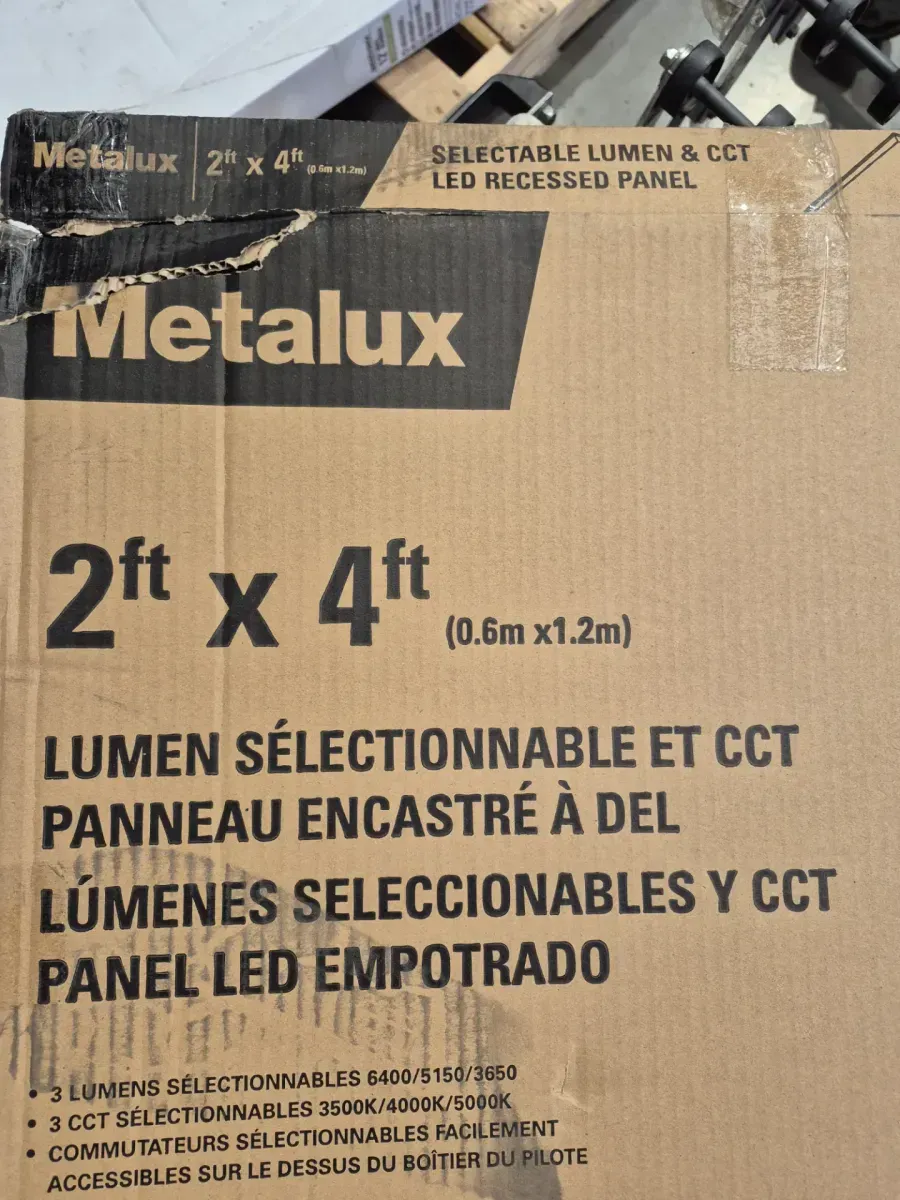 Metalux 2ft x 4ft (0.6m x1.2m)
SELECTABLE LUMEN & CCT
LED RECESSED PANEL
Metalux
2ft x 4ft (0.6m x1.2m)
LUMEN SÉLECTIONNABLE ET CCT
PANNEAU ENCASTRÉ À DEL
LÚMENES SELECCIONABLES Y CCT
PANEL LED EMPOTRADO
• 3 LUMENS SÉLECTIONNABLES 6400/5150/3650
• 3 CCT SÉLECTIONNABLES 3500K/4000K/5000K
• COMMUTATEURS SÉLECTIONNABLES FACILEMENT
ACCESSIBLES SUR LE DESSUS DU BOÎTIER DU PILOTE